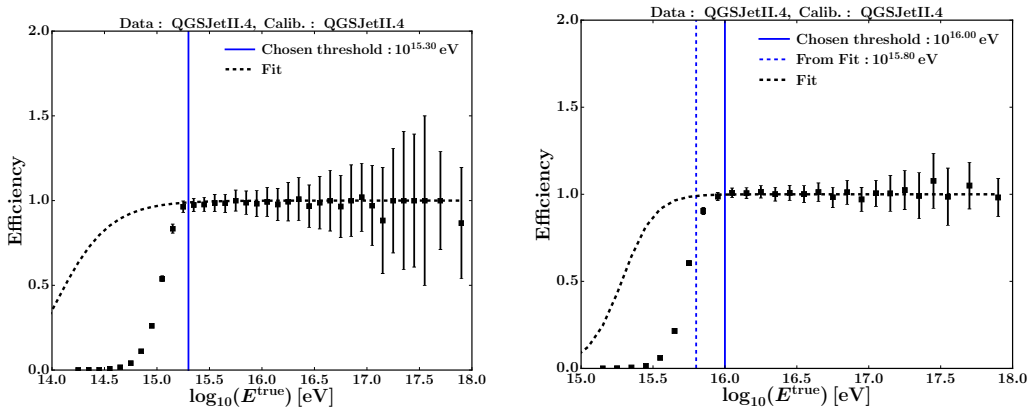 Data : QGSJetII.4, Calib. : QGSJetII.4
Chosen threshold : 10^15.30 eV
Fit
Efficiency
2.0
1.5
1.0
0.5
0.0
14.0 14.5 15.0 15.5 16.0 16.5 17.0 17.5 18.0
log10(E^true) [eV]
Data : QGSJetII.4, Calib. : QGSJetII.4
Chosen threshold : 10^16.00 eV
From Fit : 10^15.80 eV
Fit
Efficiency
2.0
1.5
1.0
0.5
0.0
15.0 15.5 16.0 16.5 17.0 17.5 18.0
log10(E^true) [eV]